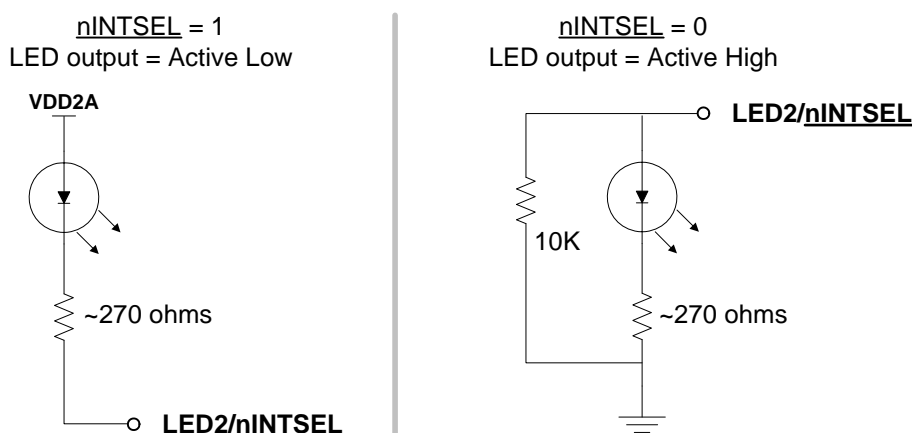 nINTSEL = 1
LED output = Active Low
VDD2A
~270 ohms
LED2/nINTSEL
nINTSEL = 0
LED output = Active High
LED2/nINTSEL
10K
~270 ohms